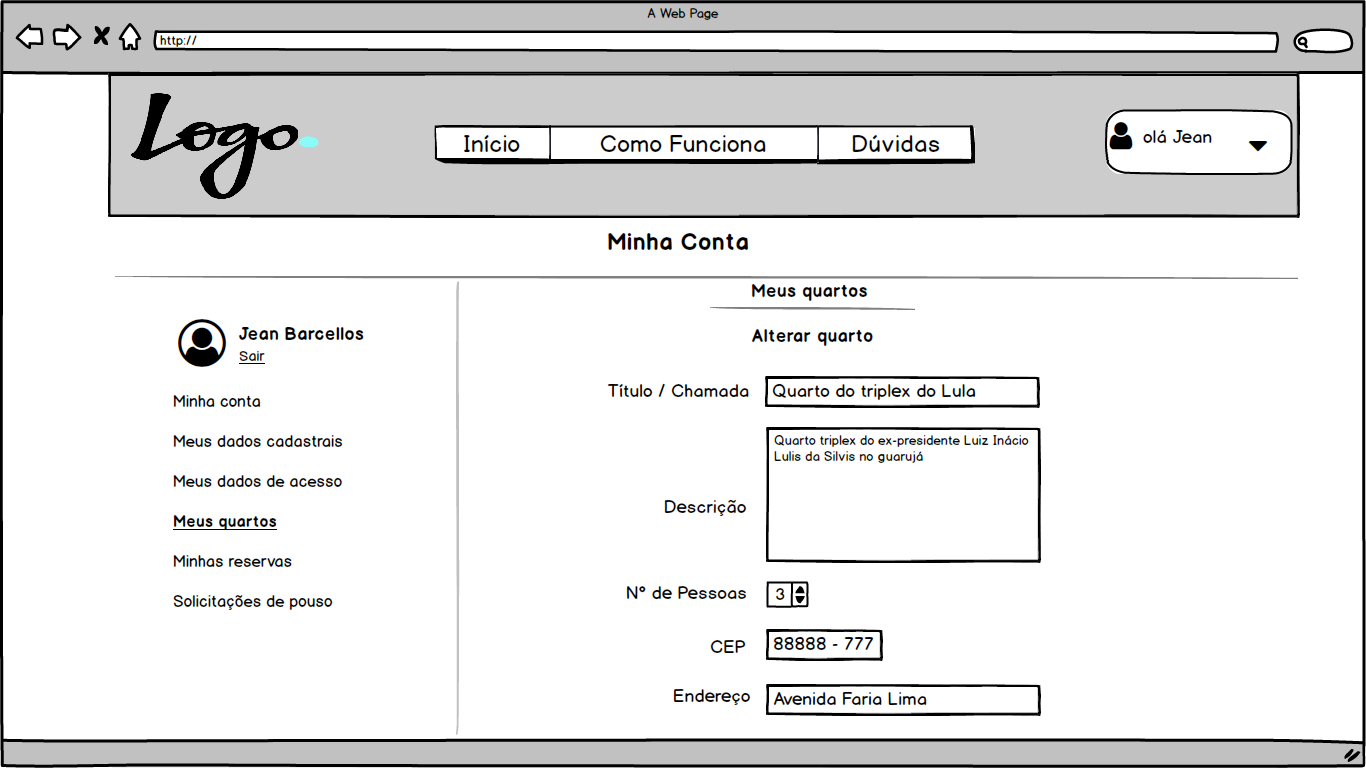 A Web Page
http://
Logo
Início Como Funciona Dúvidas
olá Jean
Minha Conta
Meus quartos
Alterar quarto
Jean Barcellos
Sair
Minha conta
Meus dados cadastrais
Meus dados de acesso
Meus quartos
Minhas reservas
Solicitações de pouso
Título / Chamada Quarto do triplex do Lula
Descrição
Quarto triplex do ex-presidente Luiz Inácio
Lulis da Silvis no guarujá
Nº de Pessoas 3
CEP 88888 - 777
Endereço Avenida Faria Lima